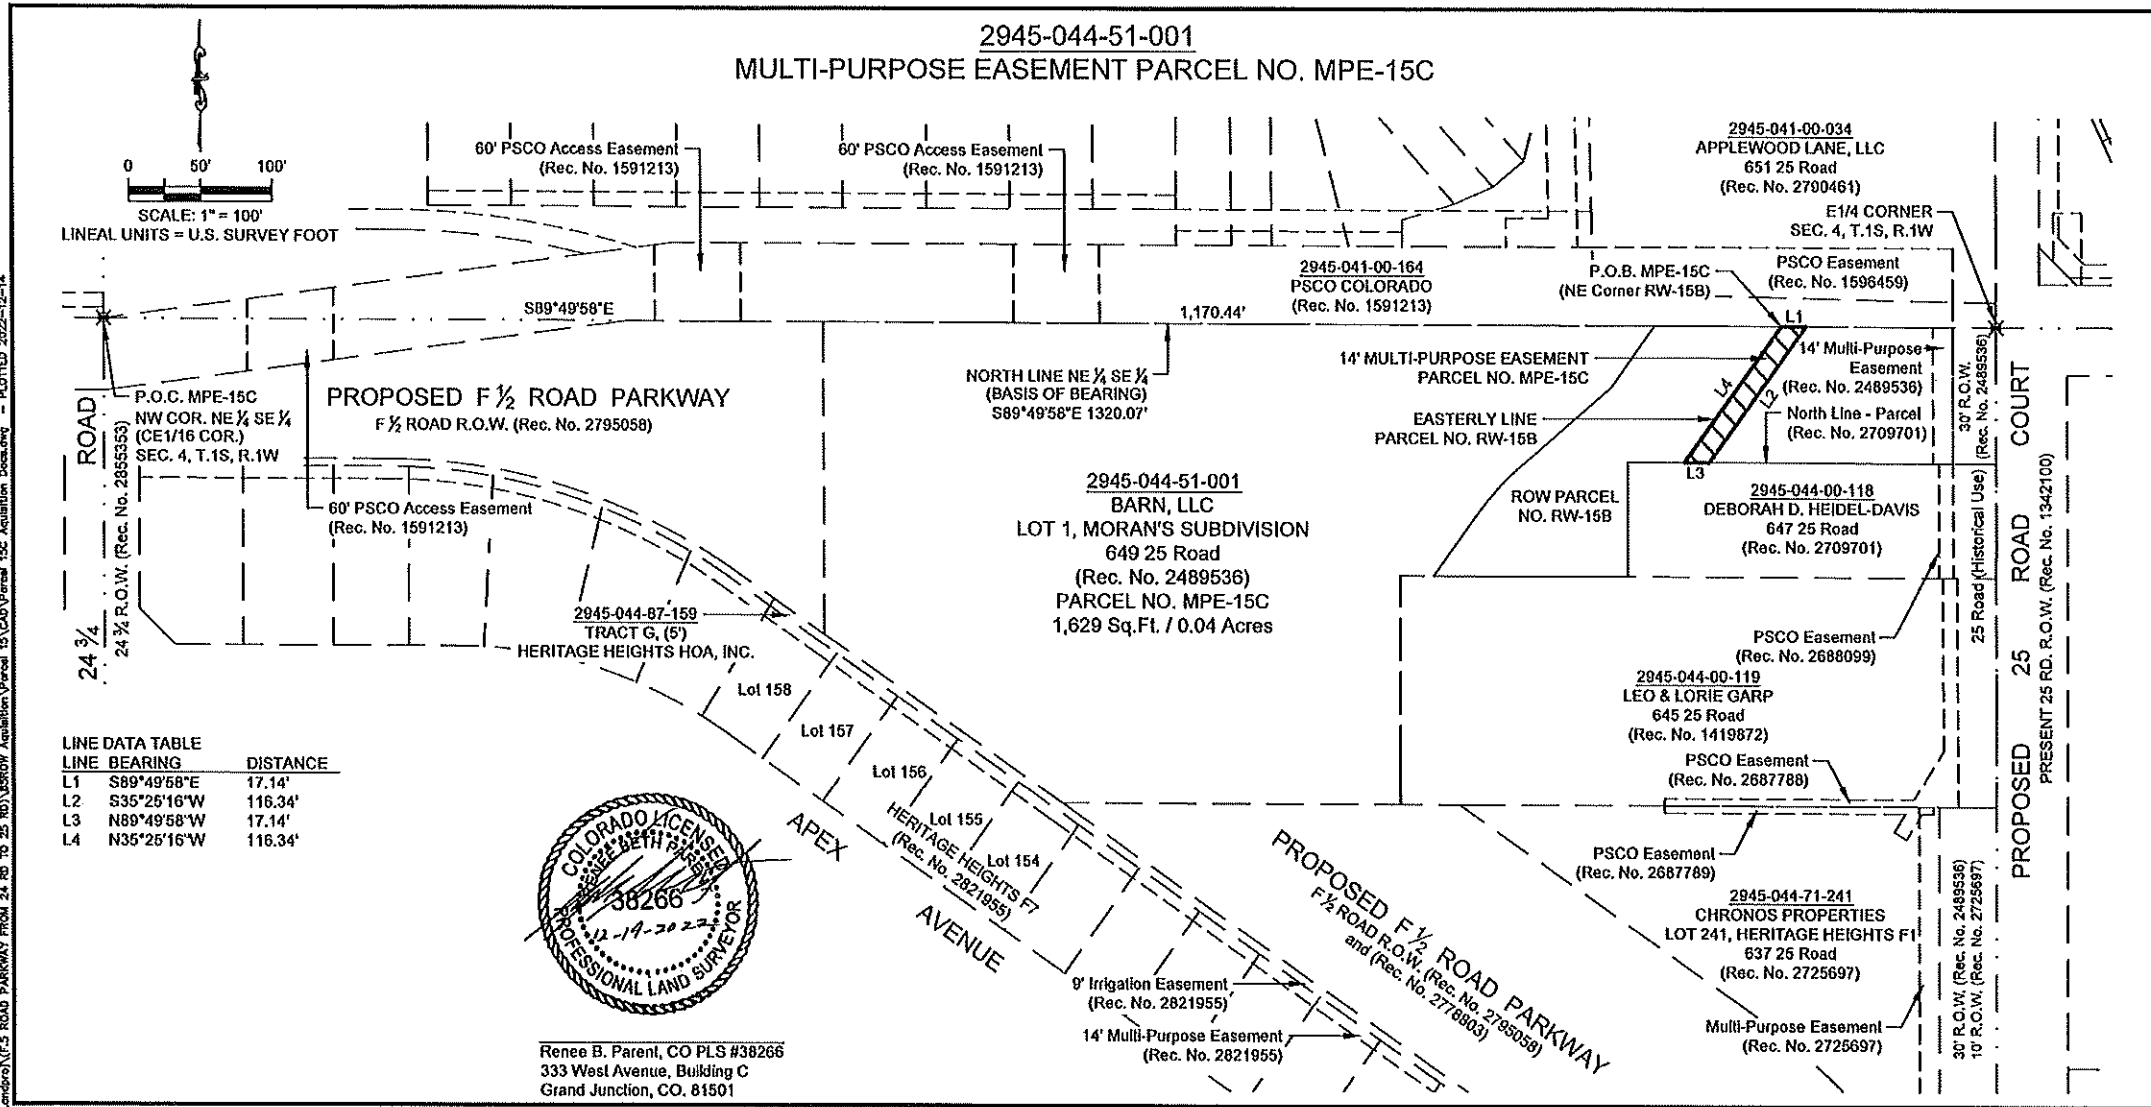 2945-044-51-001
MULTI-PURPOSE EASEMENT PARCEL NO. MPE-15C
0 50' 100'
SCALE: 1" = 100'
LINEAL UNITS = U.S. SURVEY FOOT
60' PSCO Access Easement
(Rec. No. 1591213)
60' PSCO Access Easement
(Rec. No. 1591213)
2945-041-00-034
APPLEWOOD LANE, LLC
651 25 Road
(Rec. No. 2790461)
E1/4 CORNER
SEC. 4, T.1S, R.1W
PSCO Easement
(Rec. No. 1596459)
P.O.B. MPE-15C
(NE Corner RW-15B)
2945-041-00-164
PSCO COLORADO
(Rec. No. 1591213)
S89°49'58"E
1,170.44'
L1
L4
L2
L3
14' MULTI-PURPOSE EASEMENT
PARCEL NO. MPE-15C
14' Multi-Purpose
Easement
(Rec. No. 2489536)
EASTERLY LINE
PARCEL NO. RW-15B
North Line - Parcel
(Rec. No. 2709701)
30' R.O.W.
(Rec. No. 2489536)
25 Road (Historical Use)
NORTH LINE NE ¼ SE ¼
(BASIS OF BEARING)
S89°49'58"E 1320.07'
P.O.C. MPE-15C
NW COR. NE ¼ SE ¼
(CE1/16 COR.)
SEC. 4, T.1S, R.1W
PROPOSED F ½ ROAD PARKWAY
F ½ ROAD R.O.W. (Rec. No. 2795058)
24 ¾ ROAD
24 ¾ R.O.W. (Rec. No. 2855353)
60' PSCO Access Easement
(Rec. No. 1591213)
2945-044-51-001
BARN, LLC
LOT 1, MORAN'S SUBDIVISION
649 25 Road
(Rec. No. 2489536)
PARCEL NO. MPE-15C
1,629 Sq.Ft. / 0.04 Acres
ROW PARCEL
NO. RW-15B
2945-044-00-118
DEBORAH D. HEIDEL-DAVIS
647 25 Road
(Rec. No. 2709701)
PROPOSED 25 ROAD COURT
PRESENT 25 RD. R.O.W. (Rec. No. 1342100)
2945-044-87-159
TRACT G, (5')
HERITAGE HEIGHTS HOA, INC.
PSCO Easement
(Rec. No. 2688099)
2945-044-00-119
LEO & LORIE GARP
645 25 Road
(Rec. No. 1419872)
PSCO Easement
(Rec. No. 2687788)
PSCO Easement
(Rec. No. 2687789)
Lot 158
Lot 157
Lot 156
Lot 155
Lot 154
HERITAGE HEIGHTS F7
(Rec. No. 2821955)
APEX AVENUE
LINE DATA TABLE
LINE BEARING DISTANCE
L1 S89°49'58"E 17.14'
L2 S35°25'16"W 116.34'
L3 N89°49'58"W 17.14'
L4 N35°25'16"W 116.34'
COLORADO LICENSED
38266
12-19-2022
PROFESSIONAL LAND SURVEYOR
PROPOSED F ½ ROAD PARKWAY
F ½ ROAD R.O.W. (Rec. No. 2795058)
and (Rec. No. 2778803)
2945-044-71-241
CHRONOS PROPERTIES
LOT 241, HERITAGE HEIGHTS F1
637 25 Road
(Rec. No. 2725697)
Multi-Purpose Easement
(Rec. No. 2725697)
30' R.O.W. (Rec. No. 2489536)
10' R.O.W. (Rec. No. 2725697)
9' Irrigation Easement
(Rec. No. 2821955)
14' Multi-Purpose Easement
(Rec. No. 2821955)
Renee B. Parent, CO PLS #38266
333 West Avenue, Building C
Grand Junction, CO. 81501